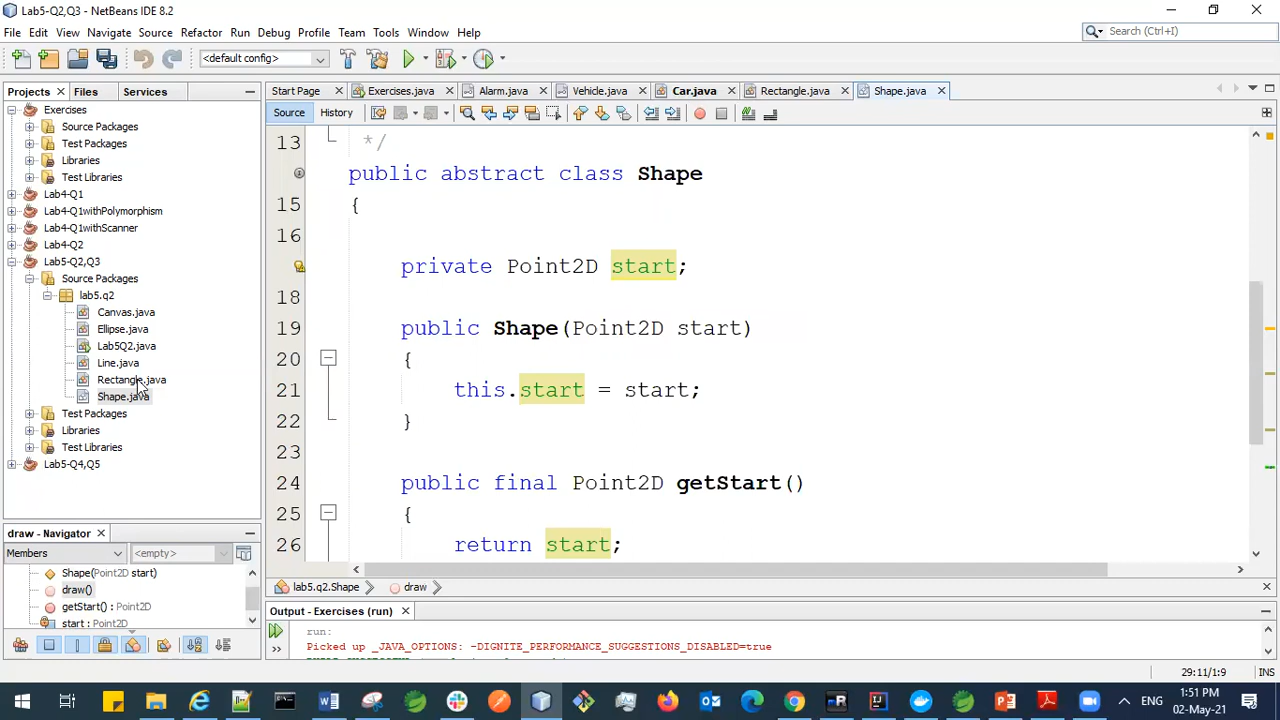 Lab5-Q2,Q3 - NetBeans IDE 8.2
File Edit View Navigate Source Refactor Run Debug Profile Team Tools Window Help
Search (Ctrl+I)
<default config>
Projects Files Services
Start Page Exercises.java Alarm.java Vehicle.java Car.java Rectangle.java Shape.java
Source History
Exercises
Source Packages
Test Packages
Libraries
Test Libraries
Lab4-Q1
Lab4-Q1withPolymorphism
Lab4-Q1withScanner
Lab4-Q2
Lab5-Q2,Q3
Source Packages
lab5.q2
Canvas.java
Ellipse.java
Lab5Q2.java
Line.java
Rectangle.java
Shape.java
Test Packages
Libraries
Test Libraries
Lab5-Q4,Q5
13 */
public abstract class Shape
15 {
16
private Point2D start;
18
19 public Shape(Point2D start)
20 {
21 this.start = start;
22 }
23
24 public final Point2D getStart()
25 {
26 return start;
draw - Navigator
Members <empty>
Shape(Point2D start)
draw()
getStart() : Point2D
start : Point2D
lab5.q2.Shape draw
Output - Exercises (run)
run:
Picked up _JAVA_OPTIONS: -DIGNITE_PERFORMANCE_SUGGESTIONS_DISABLED=true
29:11/1:9 INS
ENG
1:51 PM
02-May-21